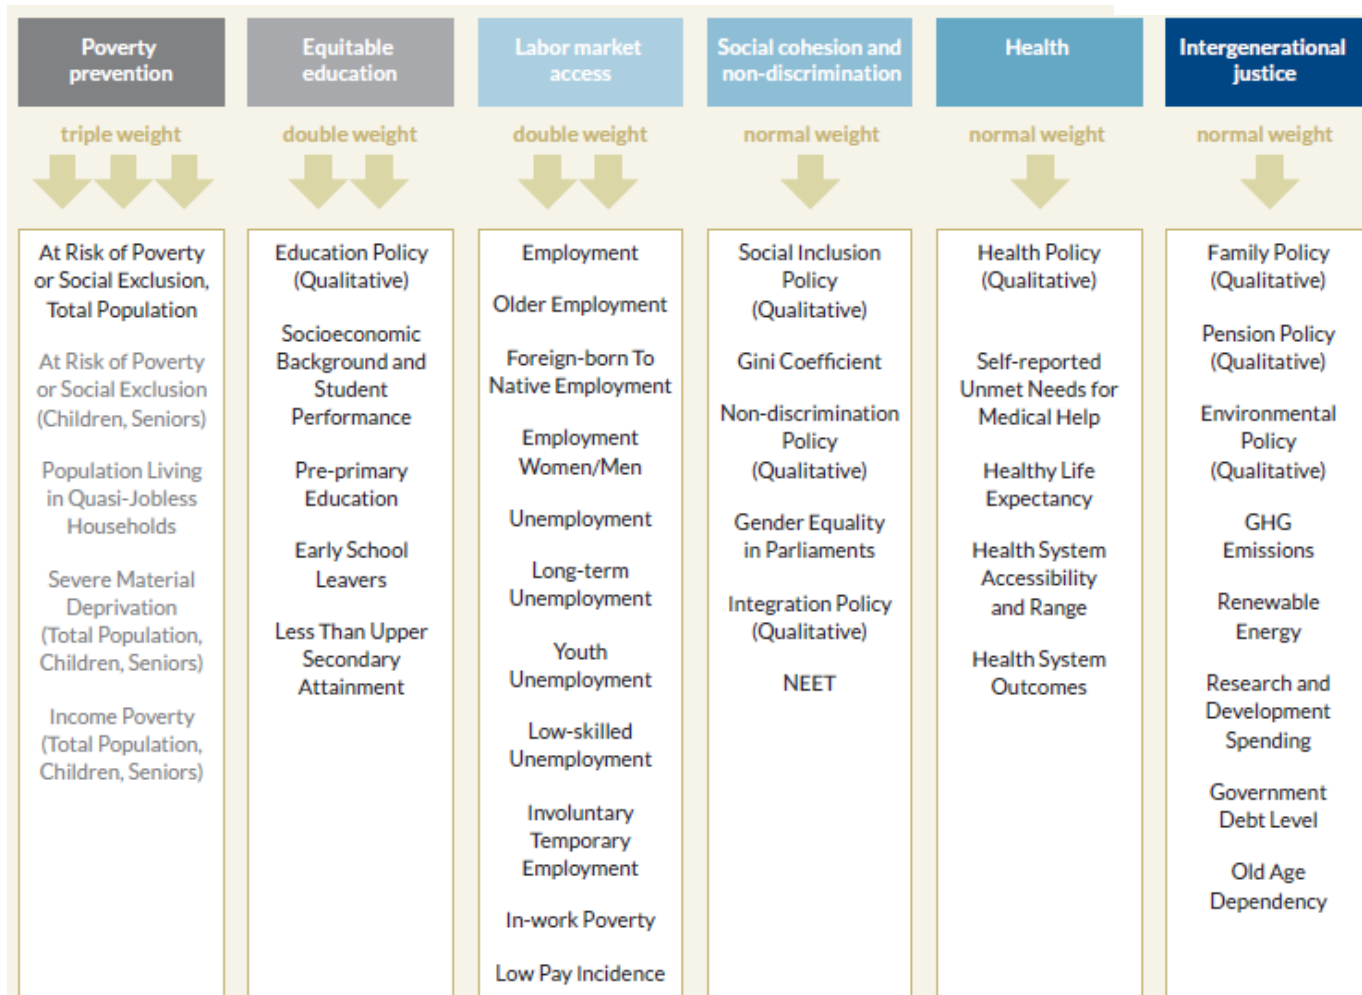 Poverty
prevention
triple weight
At Risk of Poverty
or Social Exclusion,
Total Population
At Risk of Poverty
or Social Exclusion
(Children, Seniors)
Population Living
in Quasi-Jobless
Households
Severe Material
Deprivation
(Total Population,
Children, Seniors)
Income Poverty
(Total Population,
Children, Seniors)
Equitable
education
double weight
Education Policy
(Qualitative)
Socioeconomic
Background and
Student
Performance
Pre-primary
Education
Early School
Leavers
Less Than Upper
Secondary
Attainment
Labor market
access
double weight
Employment
Older Employment
Foreign-born To
Native Employment
Employment
Women/Men
Unemployment
Long-term
Unemployment
Youth
Unemployment
Low-skilled
Unemployment
Involuntary
Temporary
Employment
In-work Poverty
Low Pay Incidence
Social cohesion and
non-discrimination
normal weight
Social Inclusion
Policy
(Qualitative)
Gini Coefficient
Non-discrimination
Policy
(Qualitative)
Gender Equality
in Parliaments
Integration Policy
(Qualitative)
NEET
Health
normal weight
Health Policy
(Qualitative)
Self-reported
Unmet Needs for
Medical Help
Healthy Life
Expectancy
Health System
Accessibility
and Range
Health System
Outcomes
Intergenerational
justice
normal weight
Family Policy
(Qualitative)
Pension Policy
(Qualitative)
Environmental
Policy
(Qualitative)
GHG
Emissions
Renewable
Energy
Research and
Development
Spending
Government
Debt Level
Old Age
Dependency